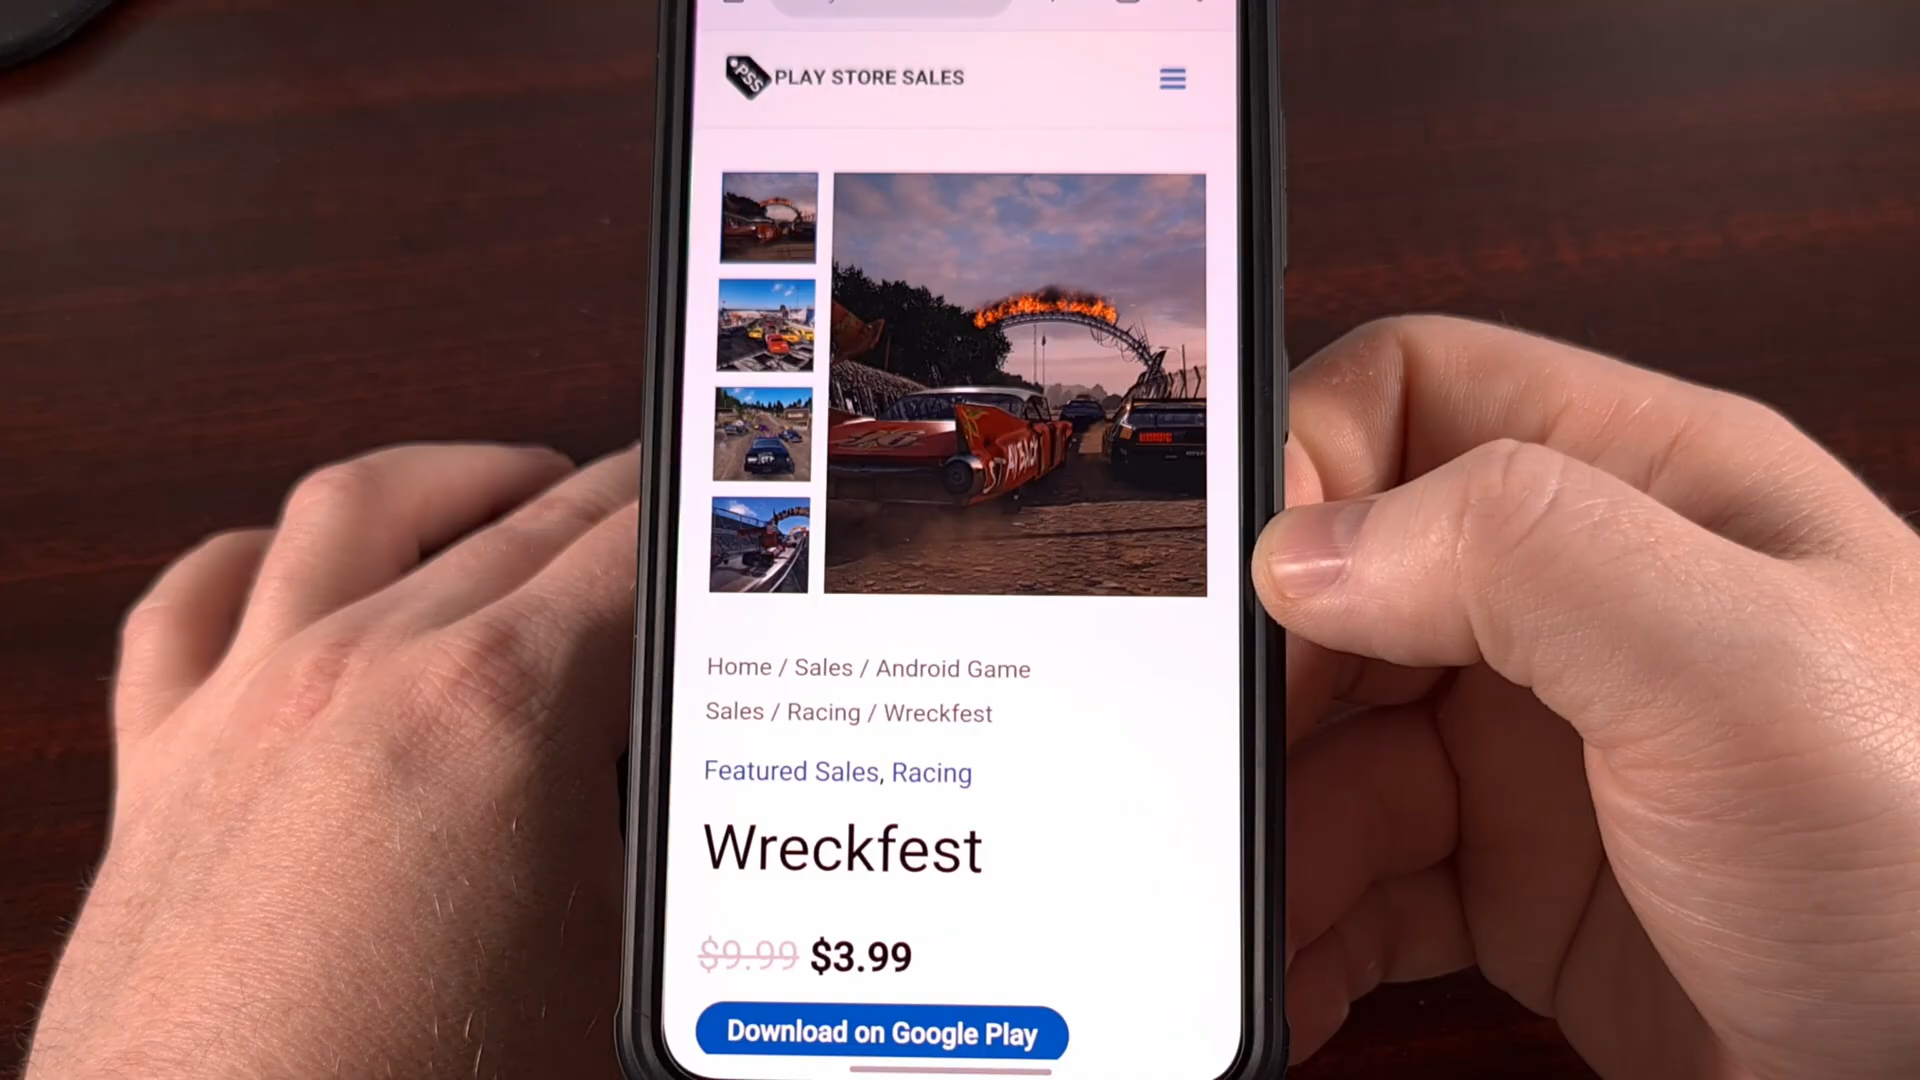 PSS
PLAY STORE SALES
STAYBACK
Home / Sales / Android Game
Sales / Racing / Wreckfest
Featured Sales, Racing
Wreckfest
$9.99 $3.99
Download on Google Play